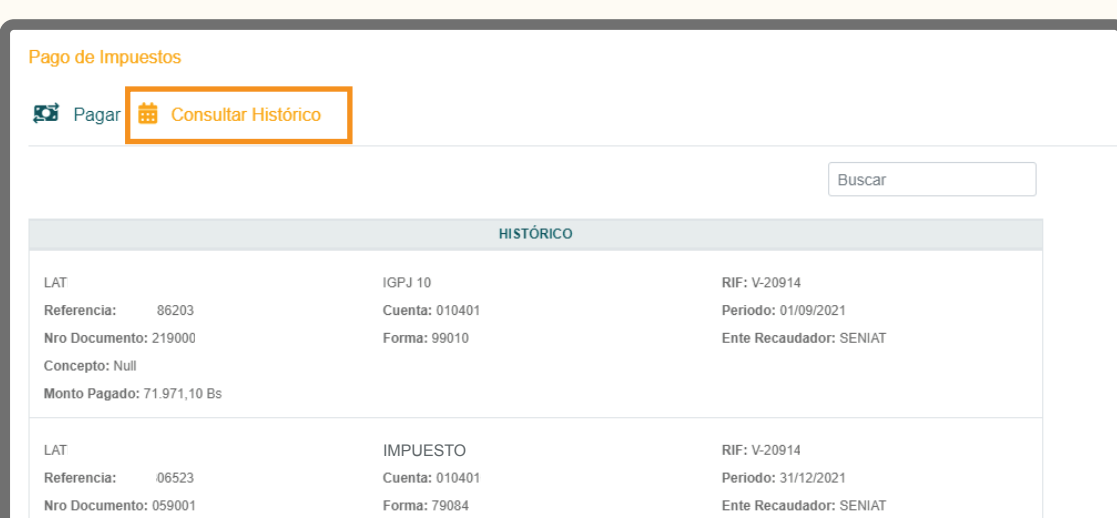 Pago de Impuestos
Pagar Consultar Histórico
Buscar
HISTÓRICO
LAT IGPJ 10 RIF: V-20914
Referencia: 86203 Cuenta: 010401 Periodo: 01/09/2021
Nro Documento: 219000 Forma: 99010 Ente Recaudador: SENIAT
Concepto: Null
Monto Pagado: 71.971,10 Bs
LAT IMPUESTO RIF: V-20914
Referencia: 06523 Cuenta: 010401 Periodo: 31/12/2021
Nro Documento: 059001 Forma: 79084 Ente Recaudador: SENIAT